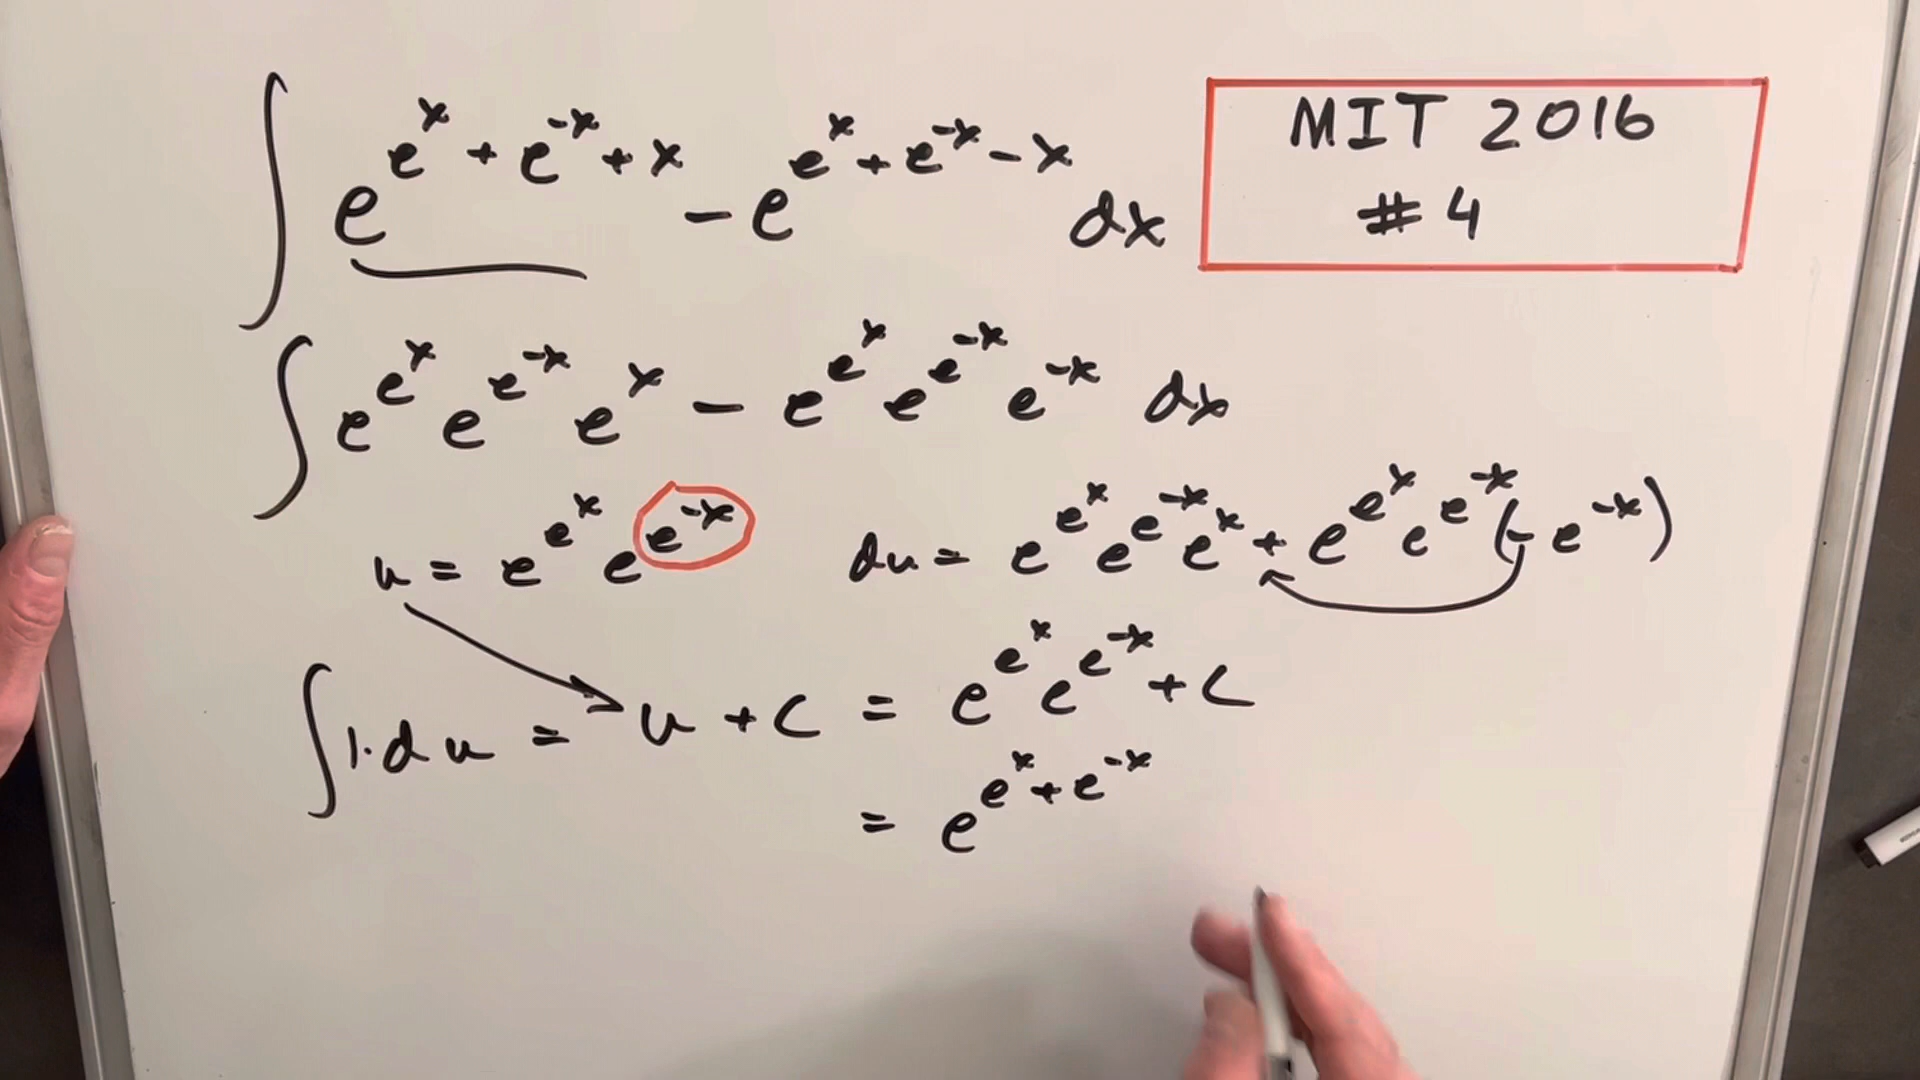 ∫ e^{e^x + e^{-x} + x} - e^{e^x + e^{-x} - x} dx
MIT 2016
# 4
∫ e^{e^x} e^{e^{-x}} e^x - e^{e^x} e^{e^{-x}} e^{-x} dx
u = e^{e^x} e^{e^{-x}} du = e^{e^x} e^{e^{-x}} e^x + e^{e^x} e^{e^{-x}} (-e^{-x})
∫ 1·du = u + C = e^{e^x} e^{e^{-x}} + C
= e^{e^x + e^{-x}}